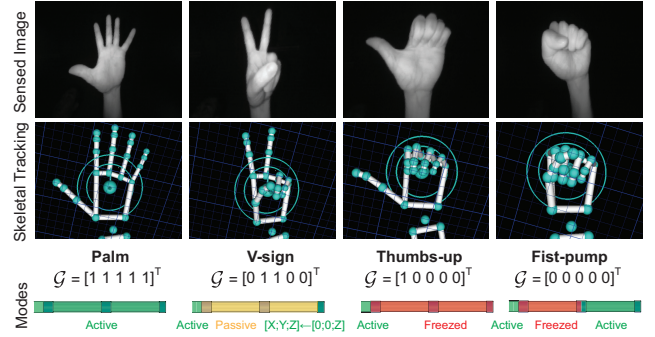 Sensed Image
Skeletal Tracking
Palm V-sign Thumbs-up Fist-pump
𝒢 = [1 1 1 1 1]ᵀ 𝒢 = [0 1 1 0 0]ᵀ 𝒢 = [1 0 0 0 0]ᵀ 𝒢 = [0 0 0 0 0]ᵀ
Modes
Active Active Passive [X;Y;Z]←[0;0;Z] Active Freezed Active Freezed Active